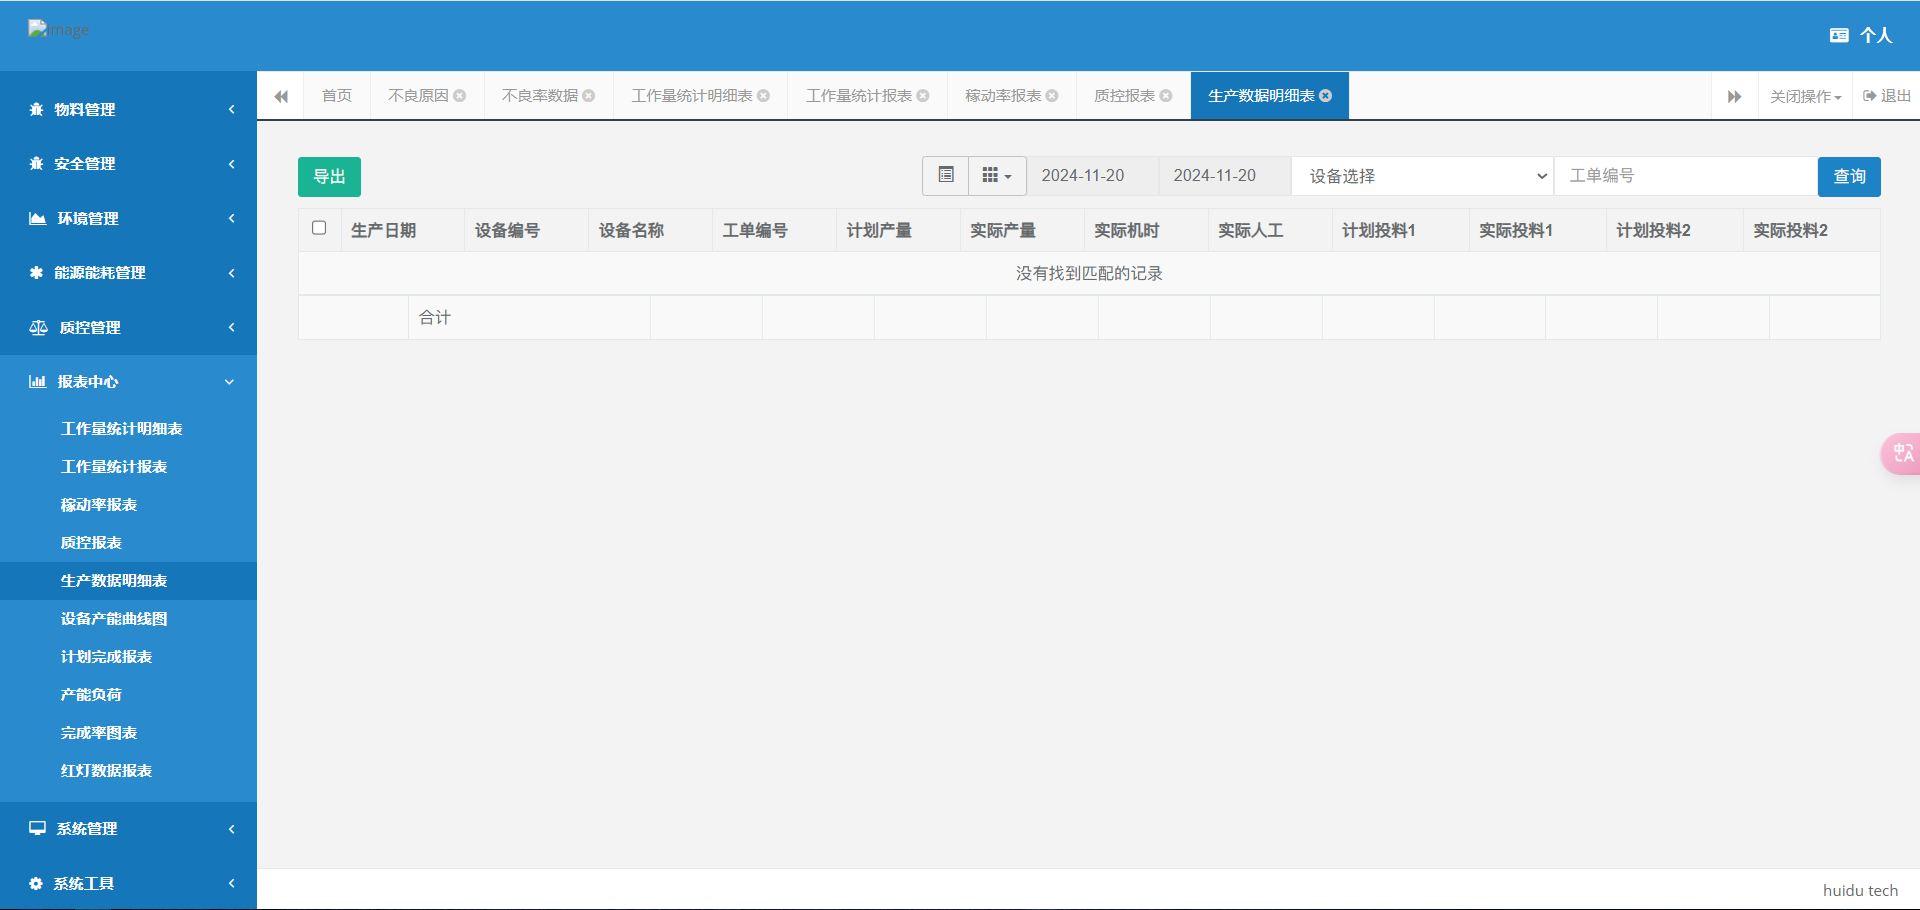 Image
个人
物料管理
安全管理
环境管理
能源能耗管理
质控管理
报表中心
工作量统计明细表
工作量统计报表
稼动率报表
质控报表
生产数据明细表
设备产能曲线图
计划完成报表
产能负荷
完成率图表
红灯数据报表
系统管理
系统工具
首页 不良原因 不良率数据 工作量统计明细表 工作量统计报表 稼动率报表 质控报表 生产数据明细表 关闭操作 退出
导出 2024-11-20 2024-11-20 设备选择 工单编号 查询
生产日期 设备编号 设备名称 工单编号 计划产量 实际产量 实际机时 实际人工 计划投料1 实际投料1 计划投料2 实际投料2
没有找到匹配的记录
合计
中A
huidu tech